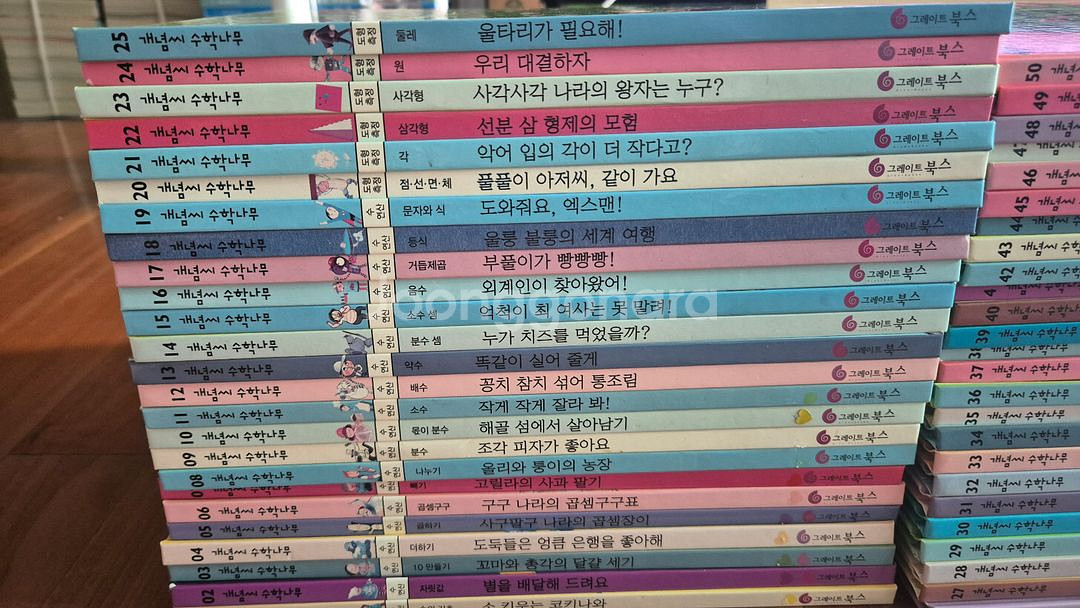 25 개념씨 수학나무 도형 측정 둘레 울타리가 필요해! 그레이트 북스
24 개념씨 수학나무 도형 측정 원 우리 대결하자 그레이트 북스
23 개념씨 수학나무 도형 측정 사각형 사각사각 나라의 왕자는 누구? 그레이트 북스
22 개념씨 수학나무 도형 측정 삼각형 선분 삼 형제의 모험 그레이트 북스
21 개념씨 수학나무 도형 측정 각 악어 입의 각이 더 작다고? 그레이트 북스
20 개념씨 수학나무 도형 측정 점·선·면·체 풀풀이 아저씨, 같이 가요 그레이트 북스
19 개념씨 수학나무 수 연산 문자와 식 도와줘요, 엑스맨! 그레이트 북스
18 개념씨 수학나무 수 연산 등식 울룽 불룽의 세계 여행 그레이트 북스
17 개념씨 수학나무 수 연산 거듭제곱 부풀이가 빵빵빵! 그레이트 북스
16 개념씨 수학나무 수 연산 음수 외계인이 찾아왔어! 그레이트 북스
15 개념씨 수학나무 수 연산 소수 셈 억척이 최 여사는 못 말려! 그레이트 북스
14 개념씨 수학나무 수 연산 분수 셈 누가 치즈를 먹었을까? 그레이트 북스
13 개념씨 수학나무 수 연산 약수 똑같이 실어 줄게 그레이트 북스
12 개념씨 수학나무 수 연산 배수 꽁치 참치 섞어 통조림 그레이트 북스
11 개념씨 수학나무 수 연산 소수 작게 작게 잘라 봐! 그레이트 북스
10 개념씨 수학나무 수 연산 몫이 분수 해골 섬에서 살아남기 그레이트 북스
09 개념씨 수학나무 수 연산 분수 조각 피자가 좋아요 그레이트 북스
08 개념씨 수학나무 수 연산 나누기 올리와 퉁이의 농장 그레이트 북스
빼기 고릴라의 사과 팔기 그레이트 북스
06 개념씨 수학나무 수 연산 곱셈구구 구구 나라의 곱셈구구표 그레이트 북스
05 개념씨 수학나무 수 연산 곱하기 사구팔구 나라의 곱셈장이 그레이트 북스
04 개념씨 수학나무 수 연산 더하기 도둑들은 엉큼 은행을 좋아해 그레이트 북스
03 개념씨 수학나무 수 연산 10 만들기 꼬마와 총각의 달걀 세기 그레이트 북스
02 개념씨 수학나무 수 연산 자릿값 별을 배달해 드려요 그레이트 북스
그레이트 북스
joonggonara
50
49
48
46
45
44
43
42
40
39
37 개념씨 수학나무
36 개념씨 수학나무
35 개념씨 수학나무
34 개념씨 수학나무
33 개념씨 수학나무
32 개념씨 수학나무
31 개념씨 수학나무
30 개념씨 수학나무
29 개념씨 수학나무
28 개념씨 수학나무
27 개념씨 수학나무